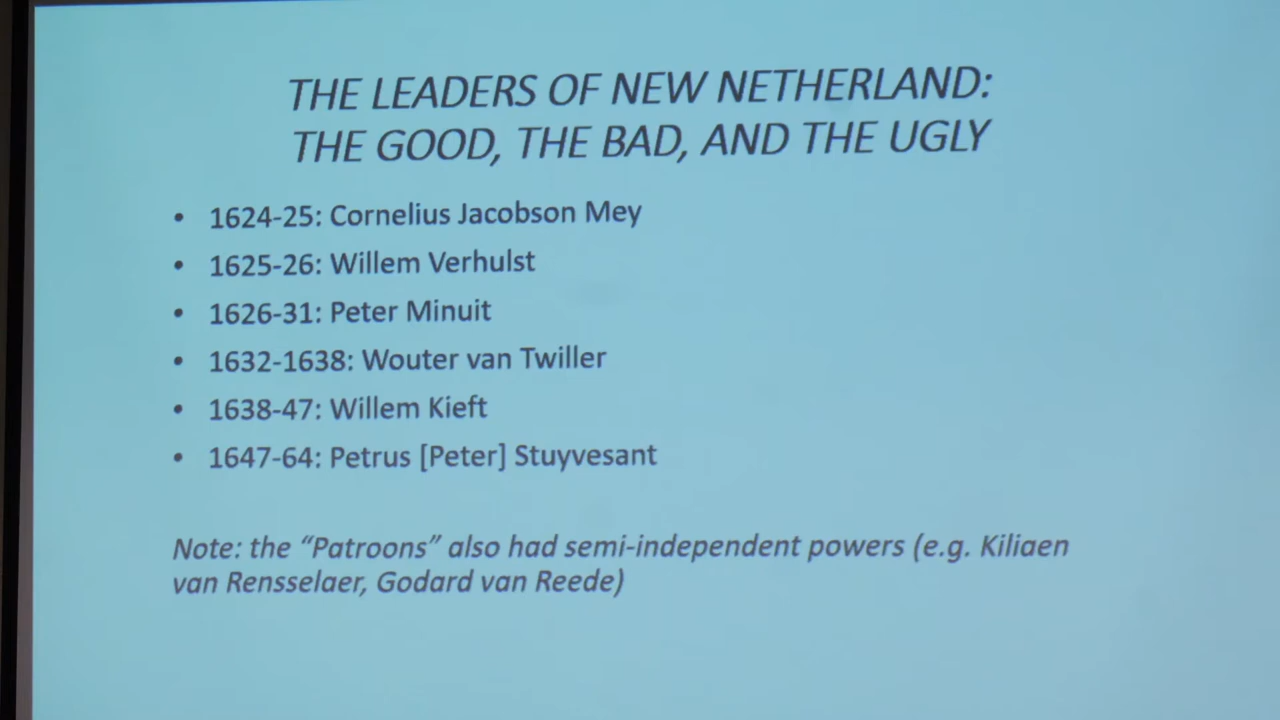 THE LEADERS OF NEW NETHERLAND:
THE GOOD, THE BAD, AND THE UGLY
• 1624-25: Cornelius Jacobson Mey
• 1625-26: Willem Verhulst
• 1626-31: Peter Minuit
• 1632-1638: Wouter van Twiller
• 1638-47: Willem Kieft
• 1647-64: Petrus [Peter] Stuyvesant
Note: the “Patroons” also had semi-independent powers (e.g. Kiliaen
van Rensselaer, Godard van Reede)